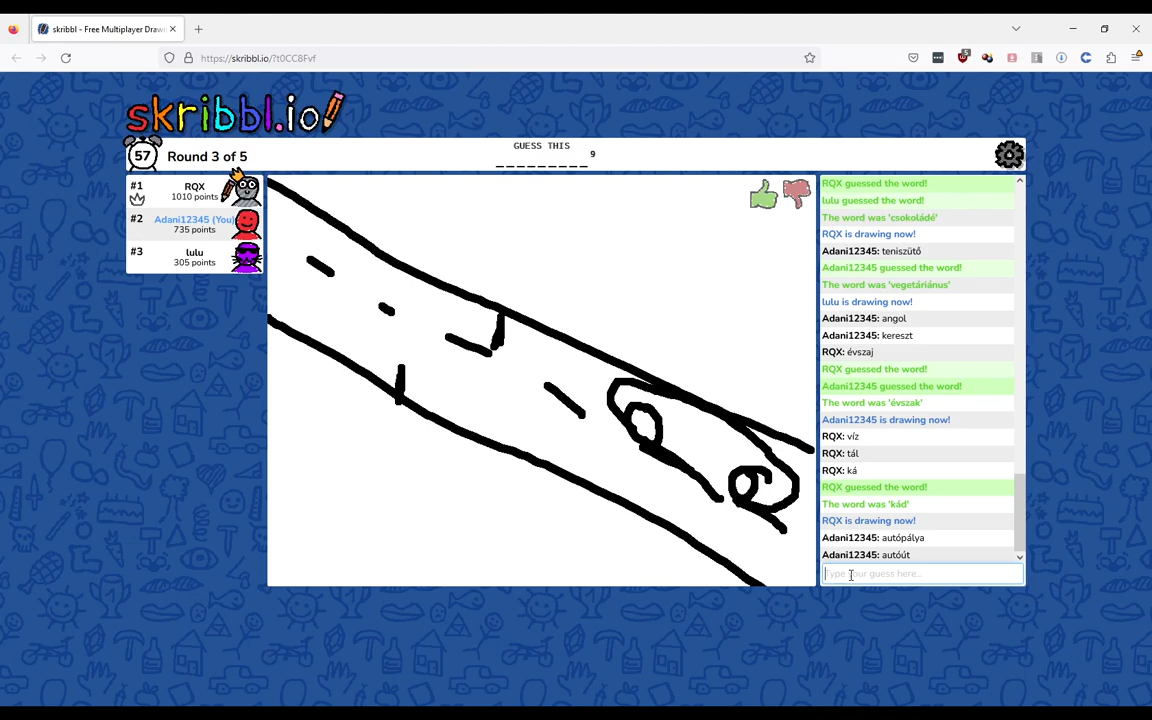 skribbl - Free Multiplayer Draw
https://skribbl.io/?t0CC8Fvf
5
skribbl.io
57
Round 3 of 5
GUESS THIS
_________ 9
#1
RQX
1010 points
#2
Adani12345 (You)
735 points
#3
lulu
305 points
RQX guessed the word!
lulu guessed the word!
The word was 'csokoládé'
RQX is drawing now!
Adani12345: teniszütő
Adani12345 guessed the word!
The word was 'vegetáriánus'
lulu is drawing now!
Adani12345: angol
Adani12345: kereszt
RQX: évszaj
RQX guessed the word!
Adani12345 guessed the word!
The word was 'évszak'
Adani12345 is drawing now!
RQX: víz
RQX: tál
RQX: ká
RQX guessed the word!
The word was 'kád'
RQX is drawing now!
Adani12345: autópálya
Adani12345: autóút
Type your guess here...